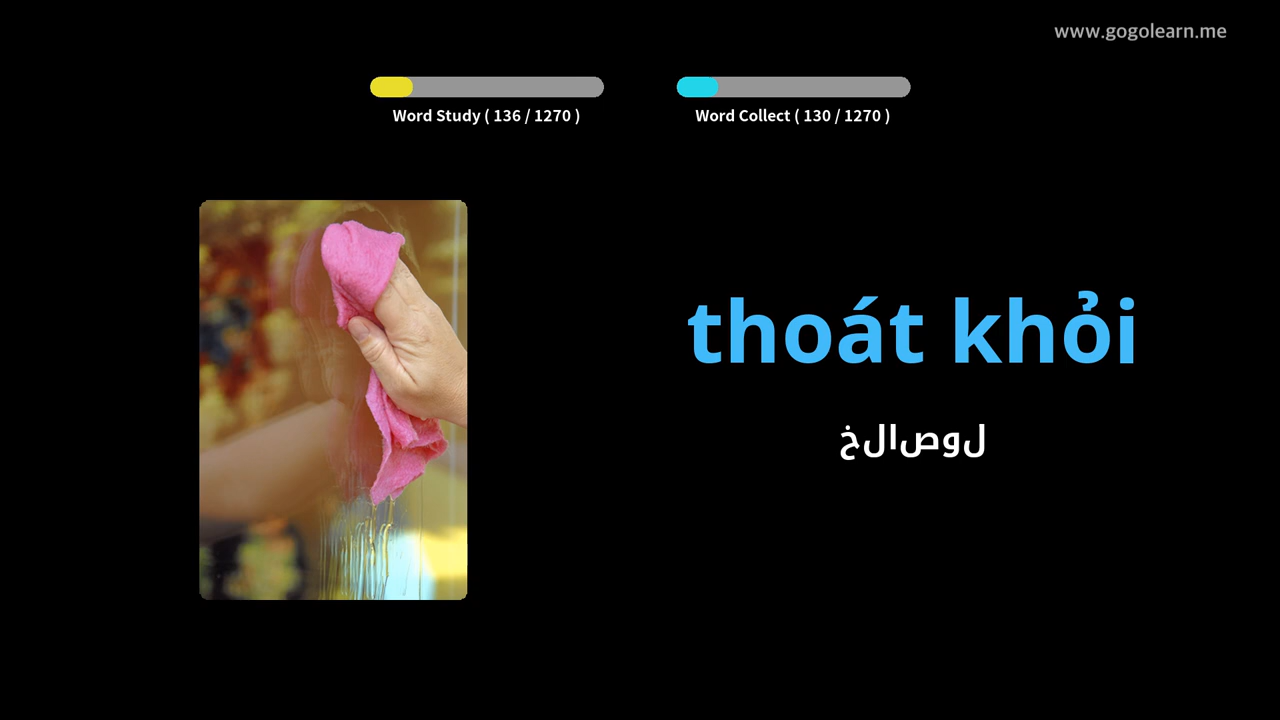 www.gogolearn.me
Word Study ( 136 / 1270 )
Word Collect ( 130 / 1270 )
thoát khỏi
لوصالخ